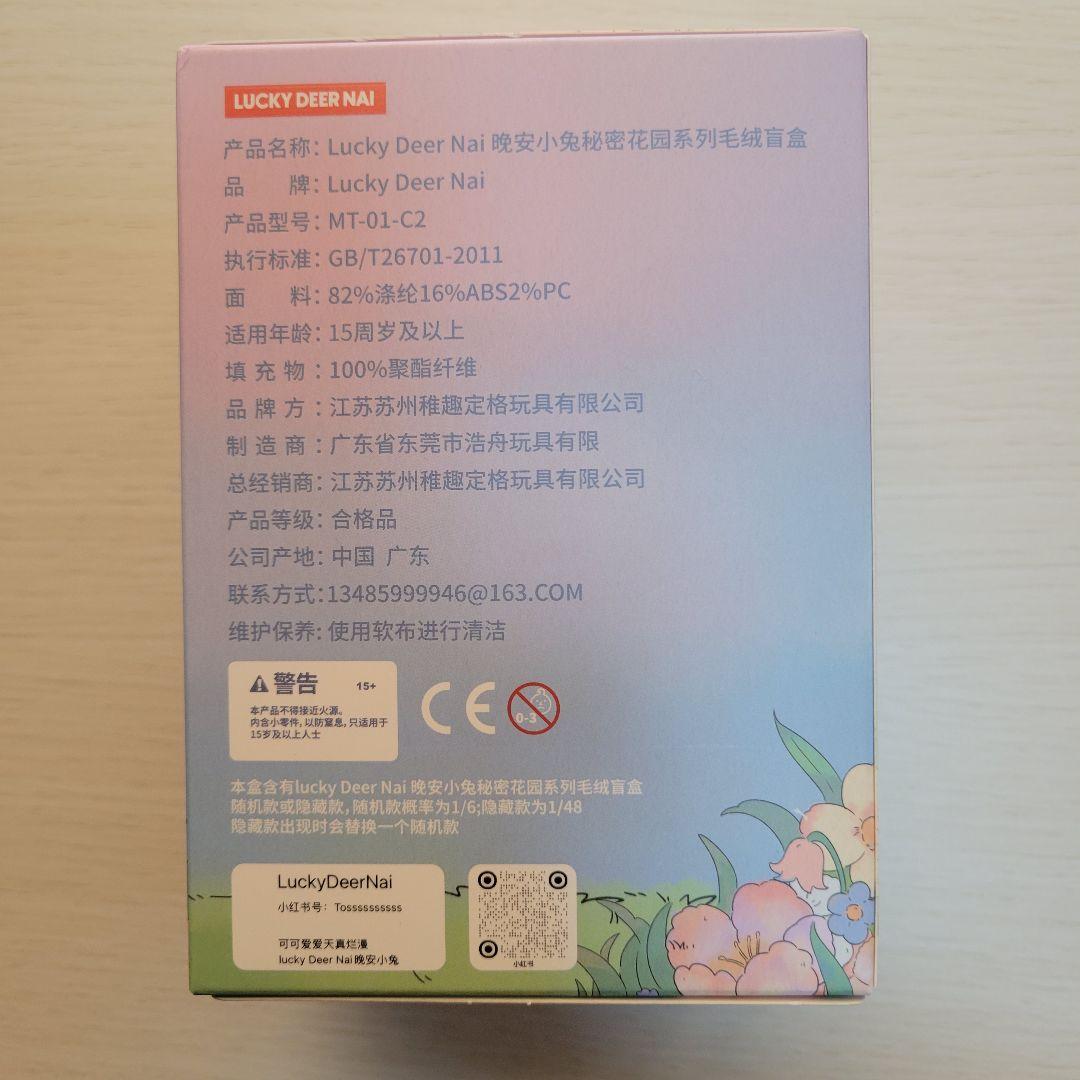 LUCKY DEER NAI
产品名称：Lucky Deer Nai 晚安小兔秘密花园系列毛绒盲盒
品 牌：Lucky Deer Nai
产品型号：MT-01-C2
执行标准：GB/T26701-2011
面 料：82%涤纶16%ABS2%PC
适用年龄：15周岁及以上
填 充 物 ：100%聚酯纤维
品 牌 方 ：江苏苏州稚趣定格玩具有限公司
制 造 商 ：广东省东莞市浩舟玩具有限
总经销商：江苏苏州稚趣定格玩具有限公司
产品等级：合格品
公司产地：中国 广东
联系方式：13485999946@163.COM
维护保养：使用软布进行清洁
警告 15+
本产品不得接近火源。
内含小零件，以防窒息，只适用于
15岁及以上人士
CE 0-3
本盒含有lucky Deer Nai 晚安小兔秘密花园系列毛绒盲盒
随机款或隐藏款，随机款概率为1/6;隐藏款为1/48
隐藏款出现时会替换一个随机款
LuckyDeerNai
小红书号：Tossssssssss
可可爱爱天真烂漫
lucky Deer Nai 晚安小兔
小红书